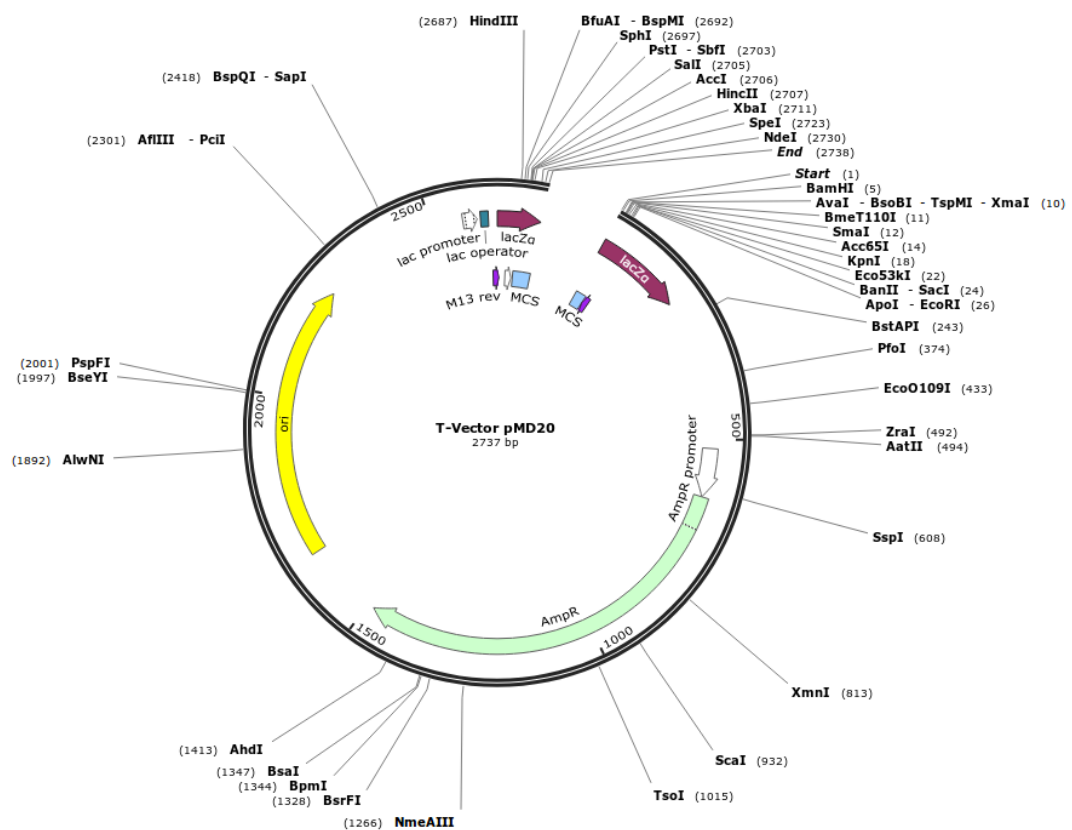 (2687) HindIII
BfuAI - BspMI (2692)
SphI (2697)
PstI - SbfI (2703)
SalI (2705)
AccI (2706)
HincII (2707)
XbaI (2711)
SpeI (2723)
NdeI (2730)
End (2738)
Start (1)
BamHI (5)
AvaI - BsoBI - TspMI - XmaI (10)
BmeT110I (11)
SmaI (12)
Acc65I (14)
KpnI (18)
Eco53kI (22)
BanII - SacI (24)
ApoI - EcoRI (26)
BstAPI (243)
PfoI (374)
EcoO109I (433)
ZraI (492)
AatII (494)
SspI (608)
XmnI (813)
ScaI (932)
TsoI (1015)
(1266) NmeAIII
(1328) BsrFI
(1344) BpmI
(1347) BsaI
(1413) AhdI
(1892) AlwNI
(1997) BseYI
(2001) PspFI
(2301) AflIII - PciI
(2418) BspQI - SapI
2500
500
1000
1500
2000
lac promoter
lac operator
lacZα
M13 rev
MCS
lacZα
MCS
ori
T-Vector pMD20
2737 bp
AmpR promoter
AmpR